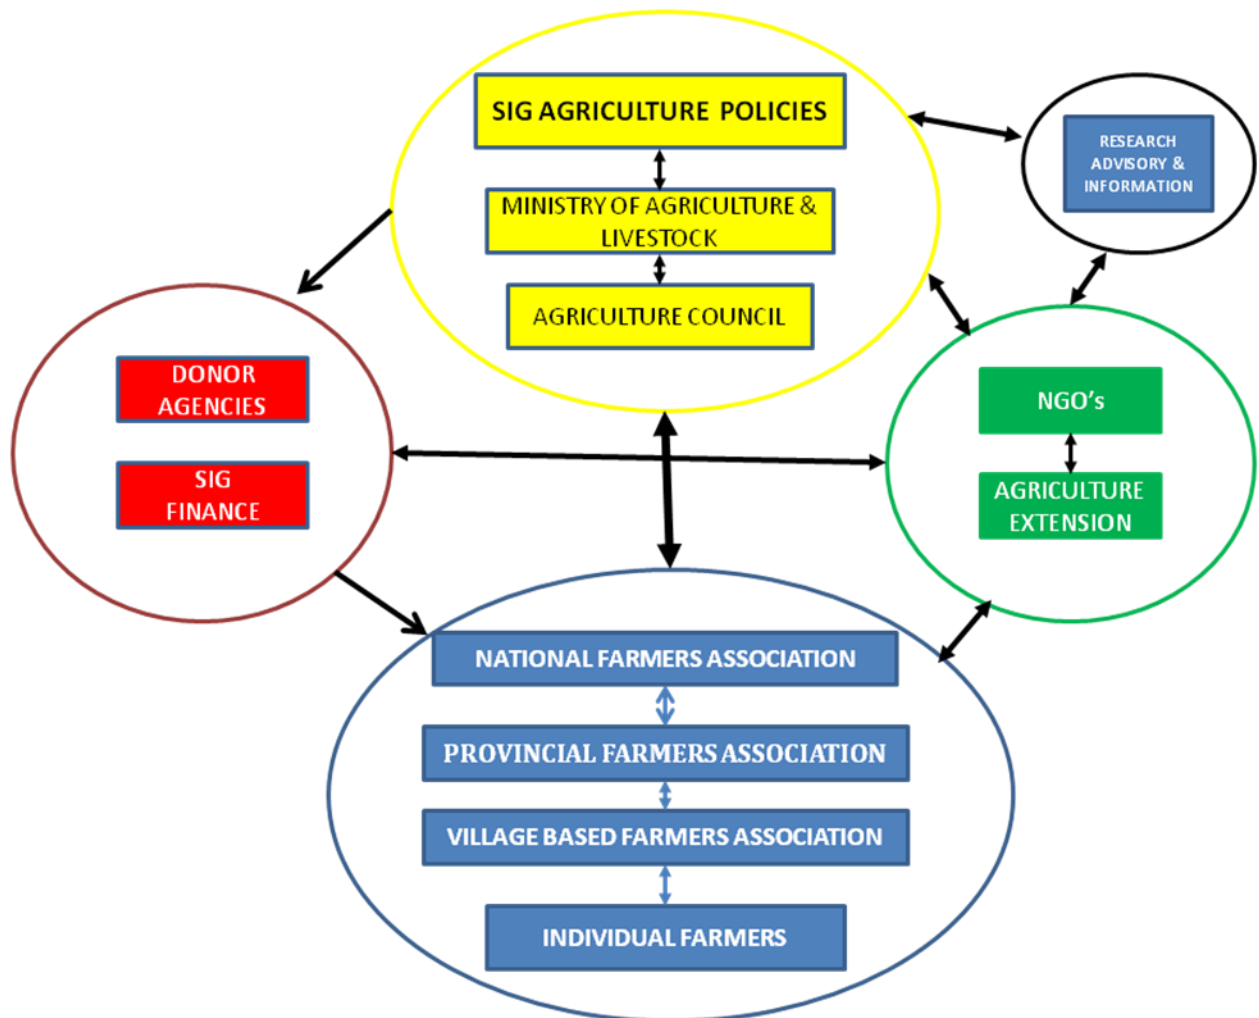 SIG AGRICULTURE POLICIES
RESEARCH
ADVISORY &
INFORMATION
MINISTRY OF AGRICULTURE &
LIVESTOCK
AGRICULTURE COUNCIL
DONOR
AGENCIES
SIG
FINANCE
NGO's
AGRICULTURE
EXTENSION
NATIONAL FARMERS ASSOCIATION
PROVINCIAL FARMERS ASSOCIATION
VILLAGE BASED FARMERS ASSOCIATION
INDIVIDUAL FARMERS